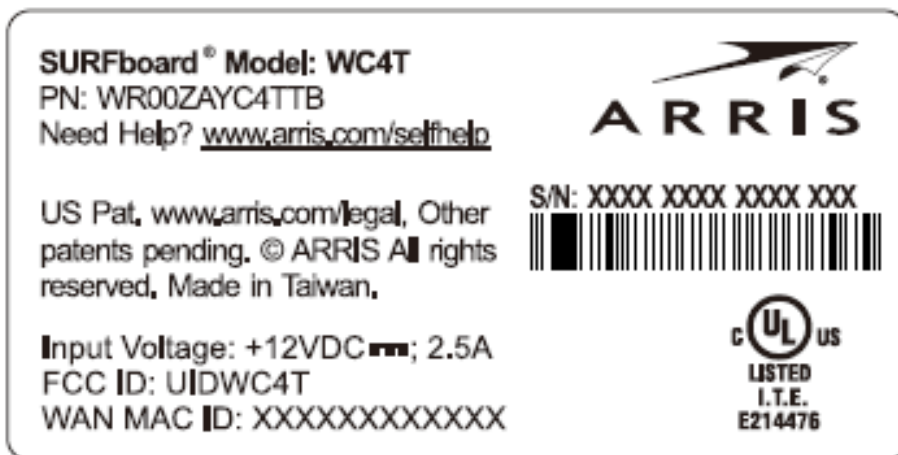 SURFboard® Model: WC4T
PN: WR00ZAYC4TTB
Need Help? www.arris.com/selfhelp
US Pat. www.arris.com/legal, Other
patents pending. © ARRIS All rights
reserved. Made in Taiwan.
Input Voltage: +12VDC⎓; 2.5A
FCC ID: UIDWC4T
WAN MAC ID: XXXXXXXXXXXX
®
ARRIS
S/N: XXXX XXXX XXXX XXX
C UL US
LISTED
I.T.E.
E214476